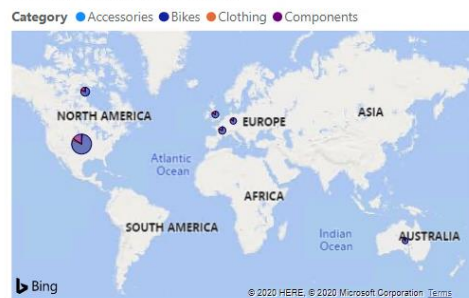 Category Accessories Bikes Clothing Components
NORTH AMERICA
EUROPE
ASIA
Atlantic
Ocean
AFRICA
SOUTH AMERICA
Indian
Ocean
AUSTRALIA
Bing
© 2020 HERE, © 2020 Microsoft Corporation Terms